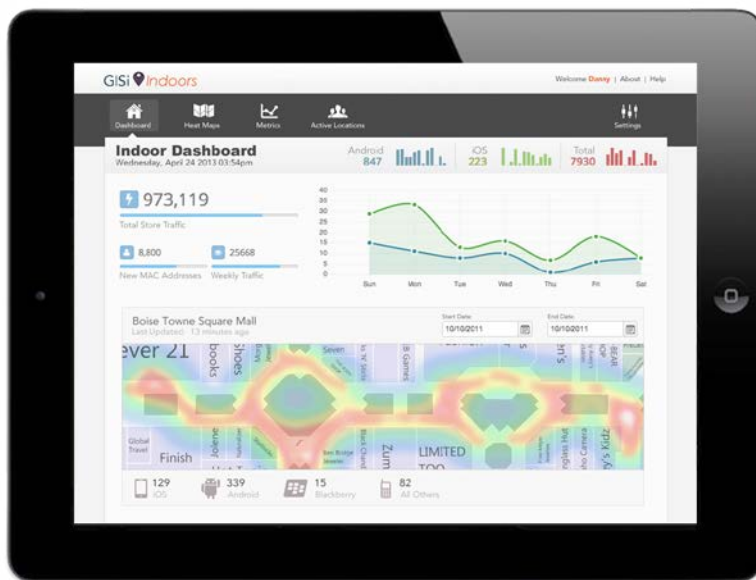 GISi Indoors
Welcome Danny | About | Help
Dashboard
Heat Maps
Metrics
Active Locations
Settings
Indoor Dashboard
Wednesday, April 24 2013 03:54pm
Android
847
iOS
223
Total
7930
973,119
Total Store Traffic
8,800
New MAC Addresses
25668
Weekly Traffic
40
35
30
25
20
15
10
5
0
Sun Mon Tue Wed Thu Fri Sat
Boise Towne Square Mall
Last Updated: 13 minutes ago
Start Date:
10/10/2011
End Date:
10/10/2011
ever 21
books
Shoes
Seven
B Games
Global
Travel
Finish
Jolene
Zum
LIMITED
TOO
y's Kidz
129
iOS
339
Android
15
Blackberry
82
All Others